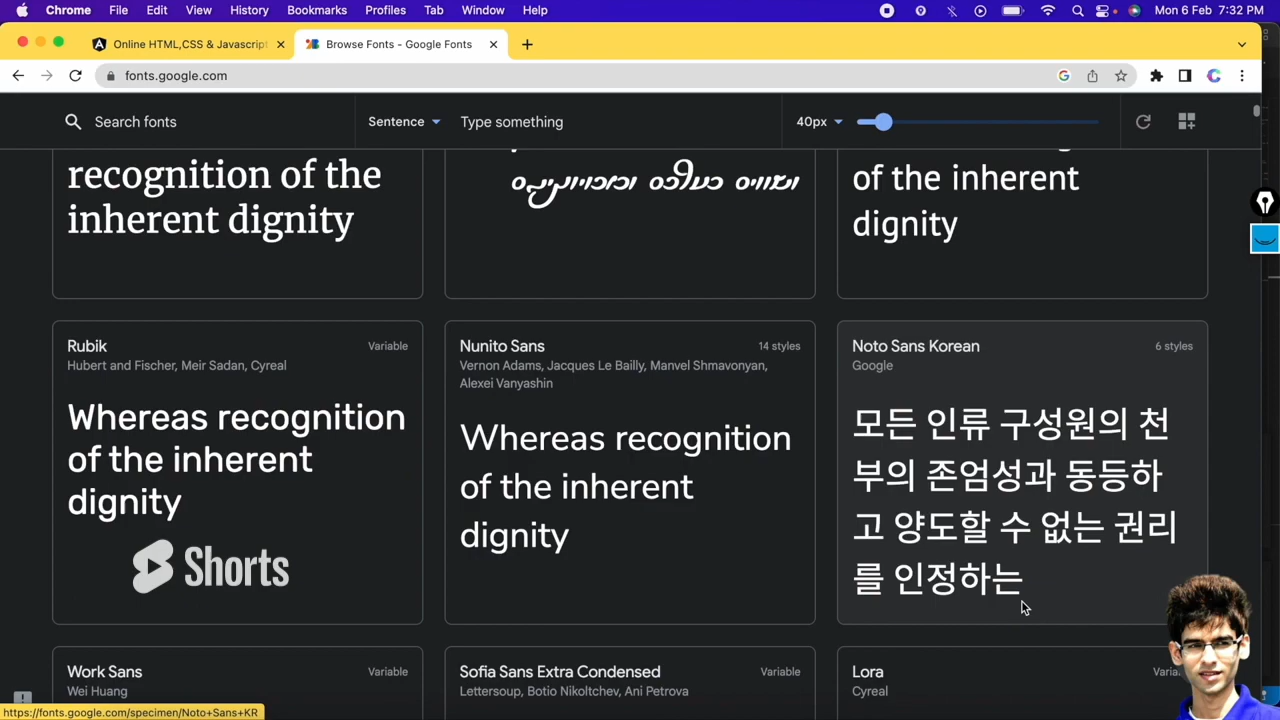 Chrome File Edit View History Bookmarks Profiles Tab Window Help Mon 6 Feb 7:32 PM
Online HTML,CSS & Javascript Browse Fonts - Google Fonts
fonts.google.com
Search fonts Sentence Type something 40px
recognition of the
inherent dignity
of the inherent
dignity
Rubik Variable
Hubert and Fischer, Meir Sadan, Cyreal
Whereas recognition
of the inherent
dignity
Shorts
Nunito Sans 14 styles
Vernon Adams, Jacques Le Bailly, Manvel Shmavonyan,
Alexei Vanyashin
Whereas recognition
of the inherent
dignity
Noto Sans Korean 6 styles
Google
모든 인류 구성원의 천
부의 존엄성과 동등하
고 양도할 수 없는 권리
를 인정하는
Work Sans Variable
Wei Huang
Sofia Sans Extra Condensed Variable
Lettersoup, Botio Nikoltchev, Ani Petrova
Lora
Cyreal
https://fonts.google.com/specimen/Noto+Sans+KR